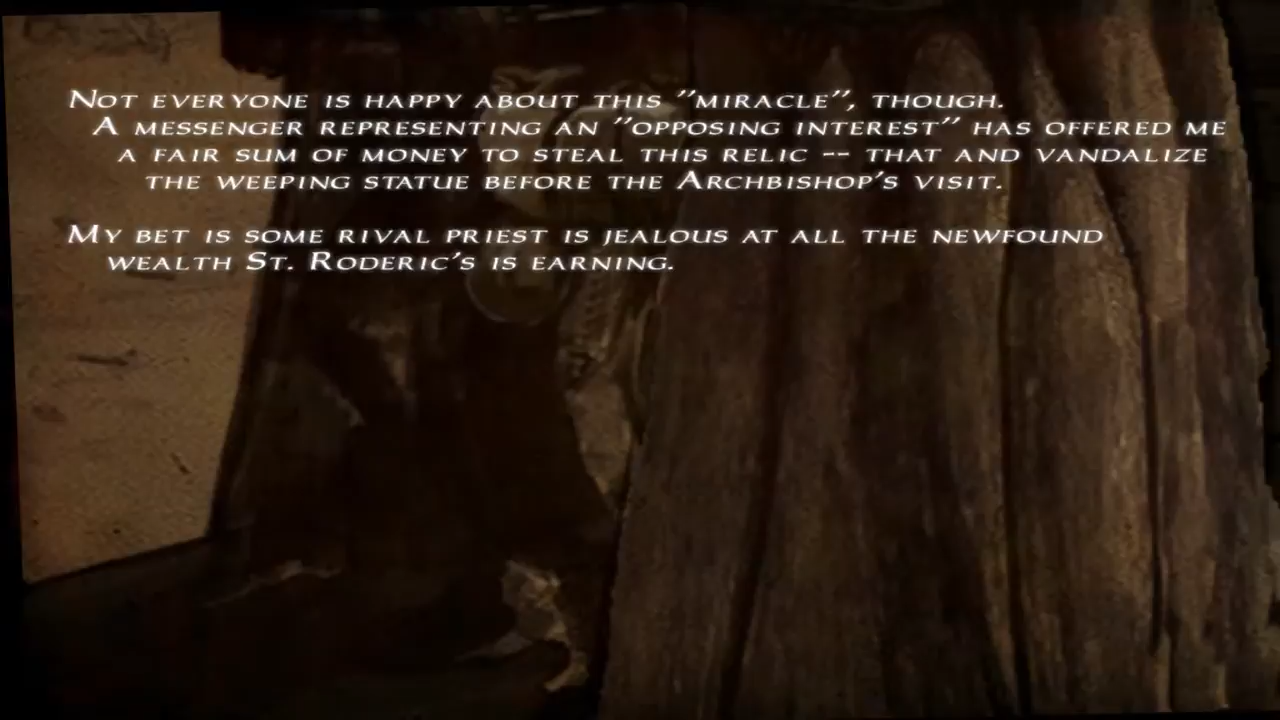 Not everyone is happy about this "miracle", though.
A messenger representing an "opposing interest" has offered me
a fair sum of money to steal this relic -- that and vandalize
the weeping statue before the Archbishop's visit.
My bet is some rival priest is jealous at all the newfound
wealth St. Roderic's is earning.